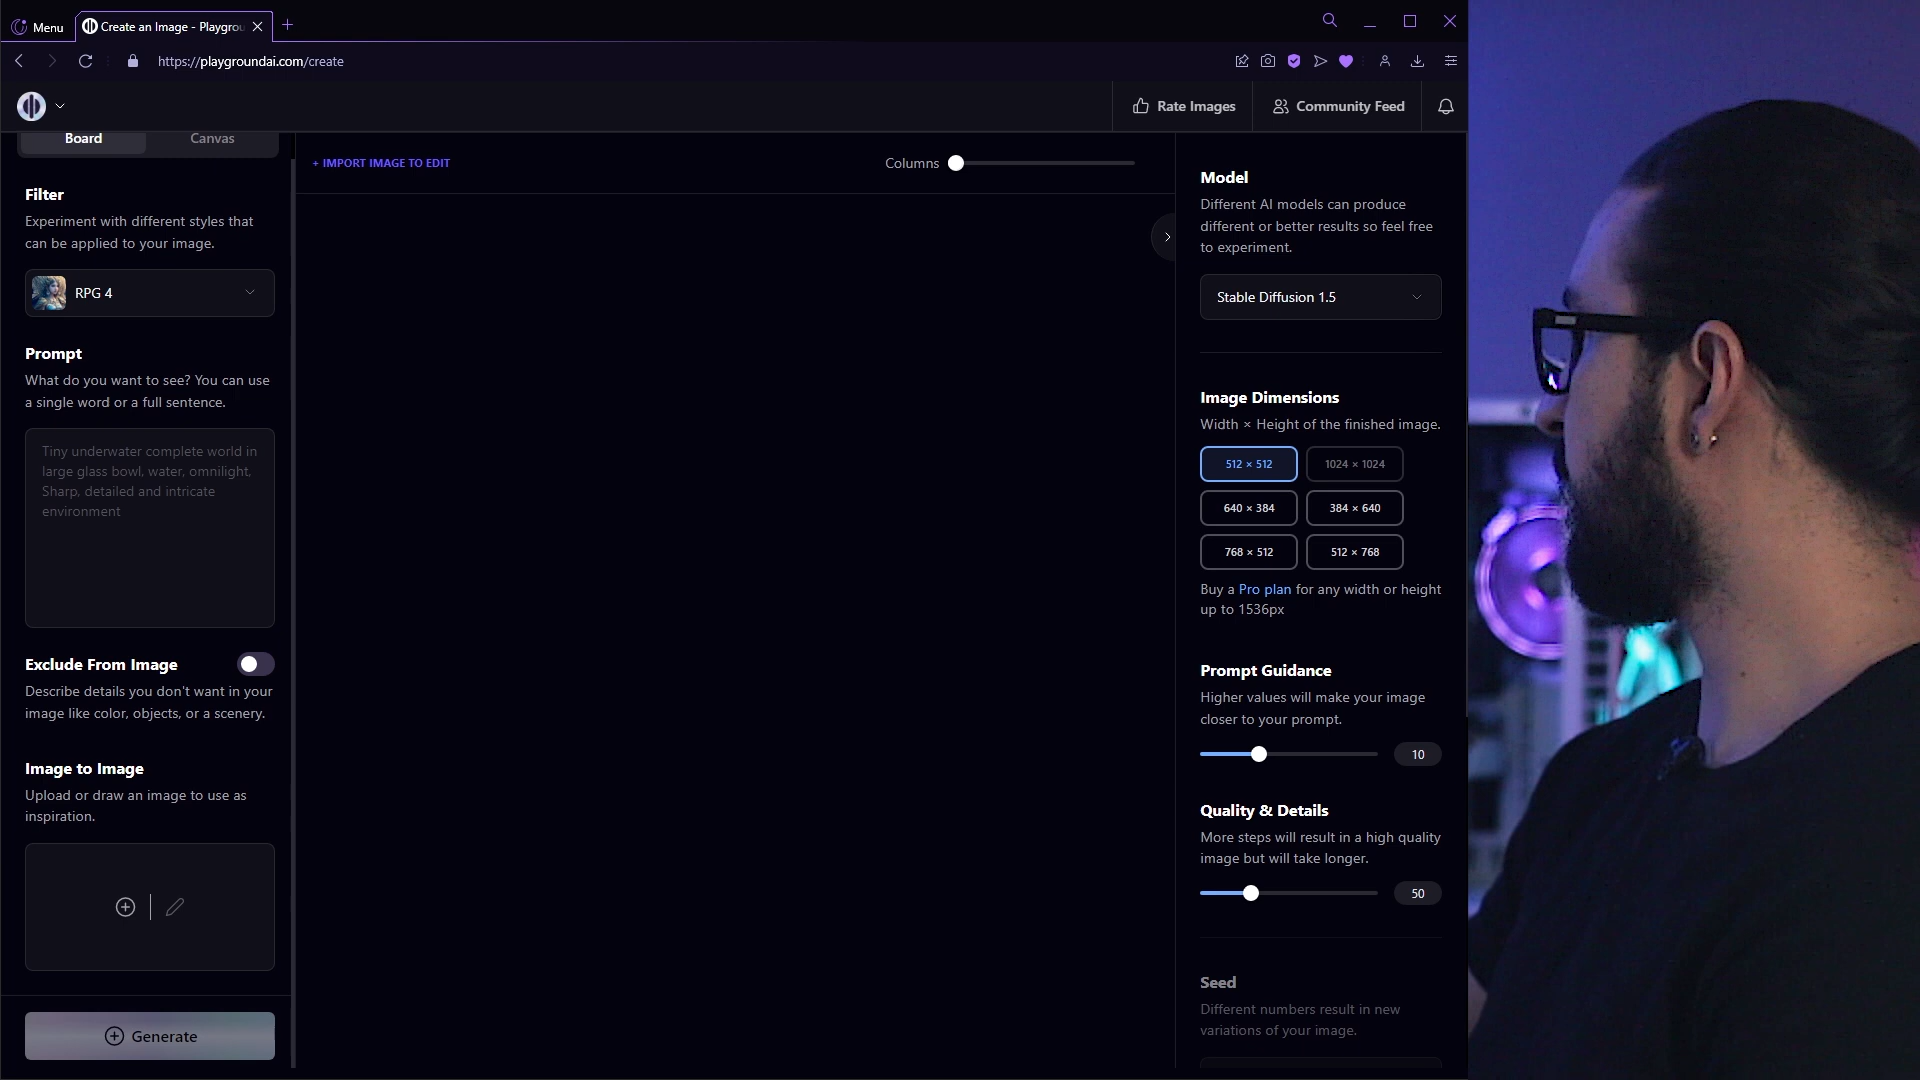 Menu
Create an Image - Playgrou
https://playgroundai.com/create
Rate Images
Community Feed
Board
Canvas
Filter
Experiment with different styles that
can be applied to your image.
RPG 4
Prompt
What do you want to see? You can use
a single word or a full sentence.
Tiny underwater complete world in
large glass bowl, water, omnilight,
Sharp, detailed and intricate
environment
Exclude From Image
Describe details you don't want in your
image like color, objects, or a scenery.
Image to Image
Upload or draw an image to use as
inspiration.
Generate
+ IMPORT IMAGE TO EDIT
Columns
Model
Different AI models can produce
different or better results so feel free
to experiment.
Stable Diffusion 1.5
Image Dimensions
Width × Height of the finished image.
512 × 512
1024 × 1024
640 × 384
384 × 640
768 × 512
512 × 768
Buy a Pro plan for any width or height
up to 1536px
Prompt Guidance
Higher values will make your image
closer to your prompt.
10
Quality & Details
More steps will result in a high quality
image but will take longer.
50
Seed
Different numbers result in new
variations of your image.